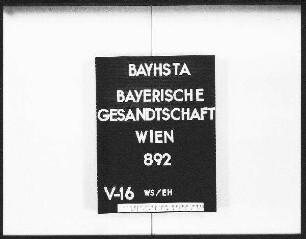 BAYHSTA
BAYERISCHE
GESANDTSCHAFT
WIEN
892
V-16 WS/EH